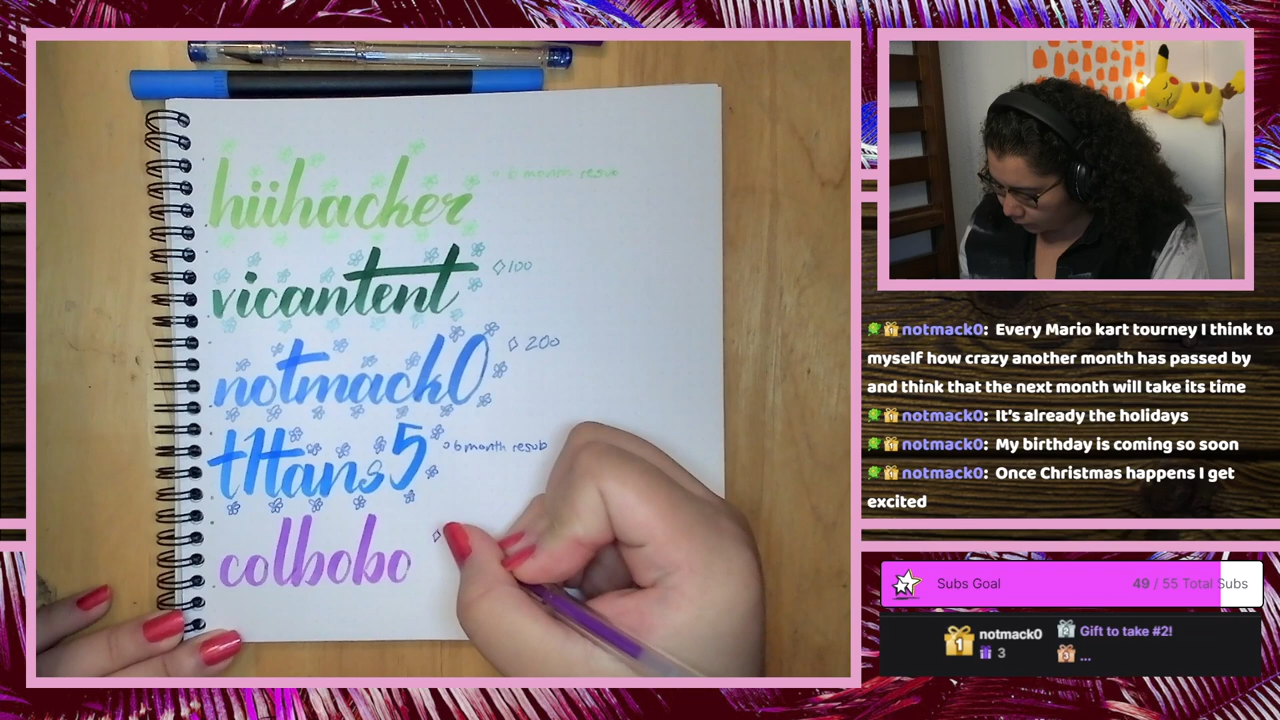 hiihacker
6 month resub
vicantent
100
notmack0
200
tHans5
6 month resub
colbobo
notmack0: Every Mario kart tourney I think to
myself how crazy another month has passed by
and think that the next month will take its time
notmack0: It's already the holidays
notmack0: My birthday is coming so soon
notmack0: Once Christmas happens I get
excited
Subs Goal
49 / 55 Total Subs
1 notmack0
3
2 Gift to take #2!
3 ...